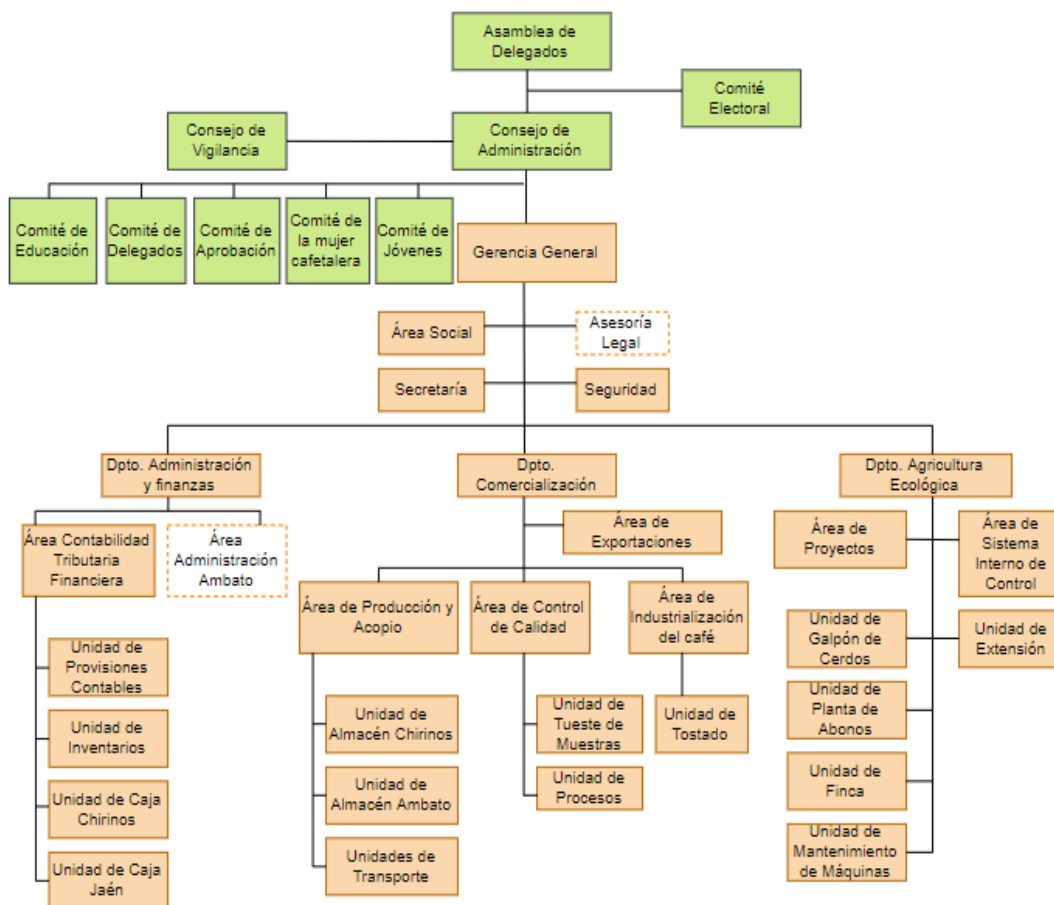 Asamblea de
Delegados
Comité
Electoral
Consejo de
Vigilancia
Consejo de
Administración
Comité de
Educación
Comité de
Delegados
Comité de
Aprobación
Comité de
la mujer
cafetalera
Comité de
Jóvenes
Gerencia General
Área Social
Asesoría
Legal
Secretaría
Seguridad
Dpto. Administración
y finanzas
Dpto.
Comercialización
Dpto. Agricultura
Ecológica
Área Contabilidad
Tributaria
Financiera
Área
Administración
Ambato
Área de
Exportaciones
Área de
Proyectos
Área de
Sistema
Interno de
Control
Área de Producción y
Acopio
Área de Control
de Calidad
Área de
Industrialización
del café
Unidad de
Galpón de
Cerdos
Unidad de
Extensión
Unidad de
Provisiones
Contables
Unidad de
Inventarios
Unidad de Caja
Chirinos
Unidad de Caja
Jaén
Unidad de
Almacén Chirinos
Unidad de
Almacén Ambato
Unidades de
Transporte
Unidad de
Tueste de
Muestras
Unidad de
Procesos
Unidad de
Tostado
Unidad de
Planta de
Abonos
Unidad de
Finca
Unidad de
Mantenimiento
de Máquinas